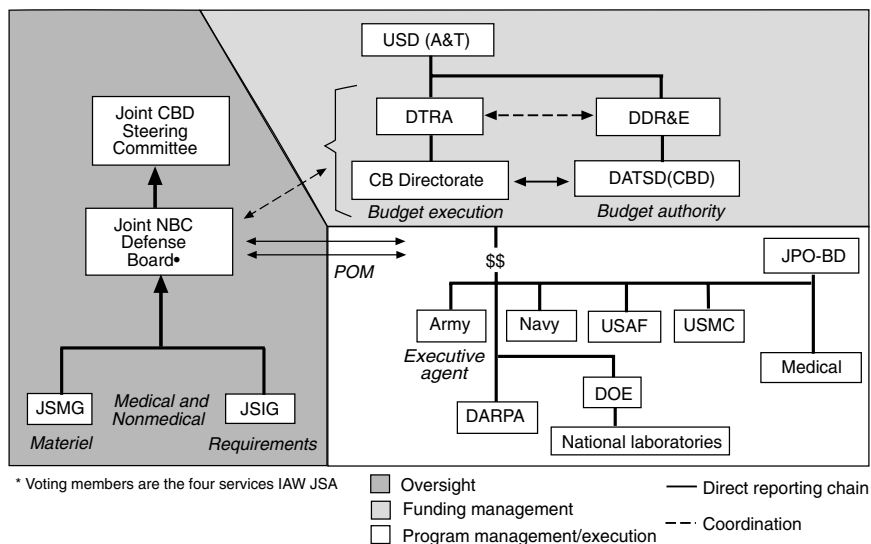 USD (A&T)
Joint CBD
Steering
Committee
DTRA
DDR&E
CB Directorate
DATSD(CBD)
Budget execution
Budget authority
Joint NBC
Defense
Board•
POM
$$
JPO-BD
Army
Navy
USAF
USMC
Executive
agent
Medical
DOE
DARPA
National laboratories
JSMG
Medical and
Nonmedical
JSIG
Materiel
Requirements
* Voting members are the four services IAW JSA
Oversight
Funding management
Program management/execution
Direct reporting chain
Coordination